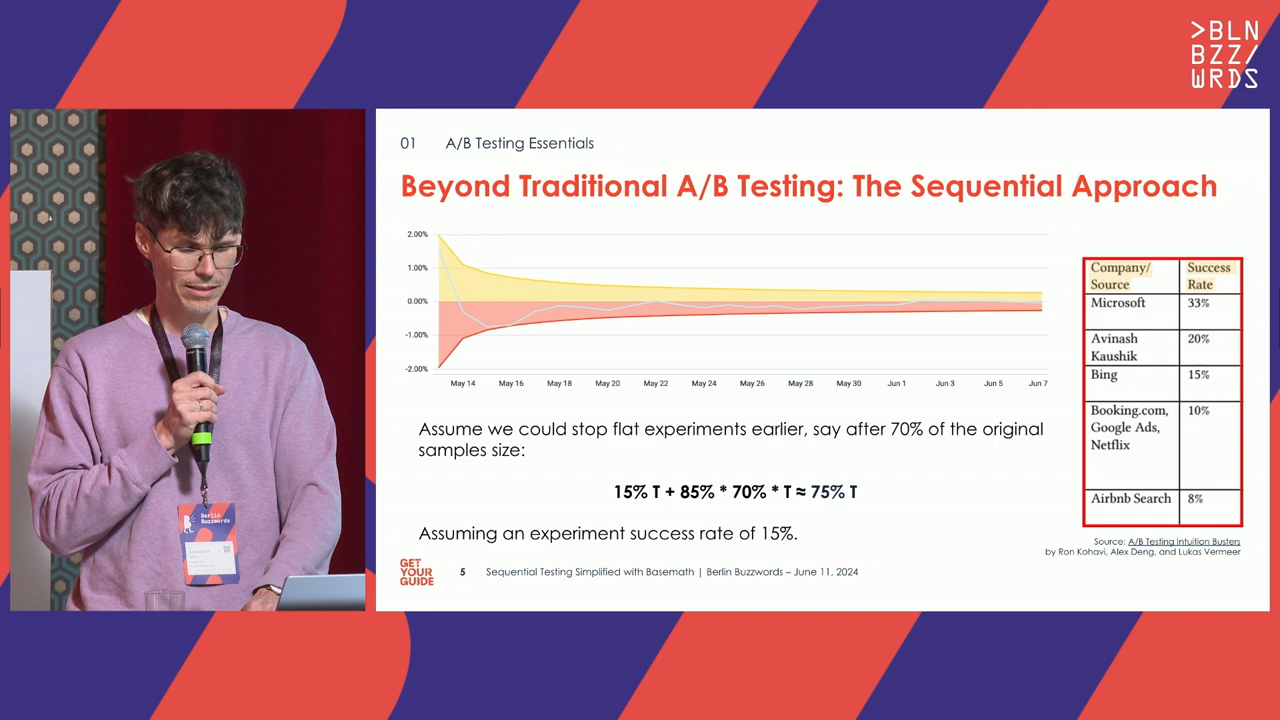 >BLN
BZZ/
WRDS
01 A/B Testing Essentials
Beyond Traditional A/B Testing: The Sequential Approach
2.00%
1.00%
0.00%
-1.00%
-2.00%
May 14 May 16 May 18 May 20 May 22 May 24 May 26 May 28 May 30 Jun 1 Jun 3 Jun 5 Jun 7
Company/ Success
Source Rate
Microsoft 33%
Avinash 20%
Kaushik
Bing 15%
Booking.com, 10%
Google Ads,
Netflix
Airbnb Search 8%
Source: A/B Testing Intuition Busters
by Ron Kohavi, Alex Deng, and Lukas Vermeer
Assume we could stop flat experiments earlier, say after 70% of the original
samples size:
15% T + 85% * 70% * T ≈ 75% T
Assuming an experiment success rate of 15%.
GET
YOUR
GUIDE
5 Sequential Testing Simplified with Basemath | Berlin Buzzwords – June 11, 2024
Berlin
Buzzwords